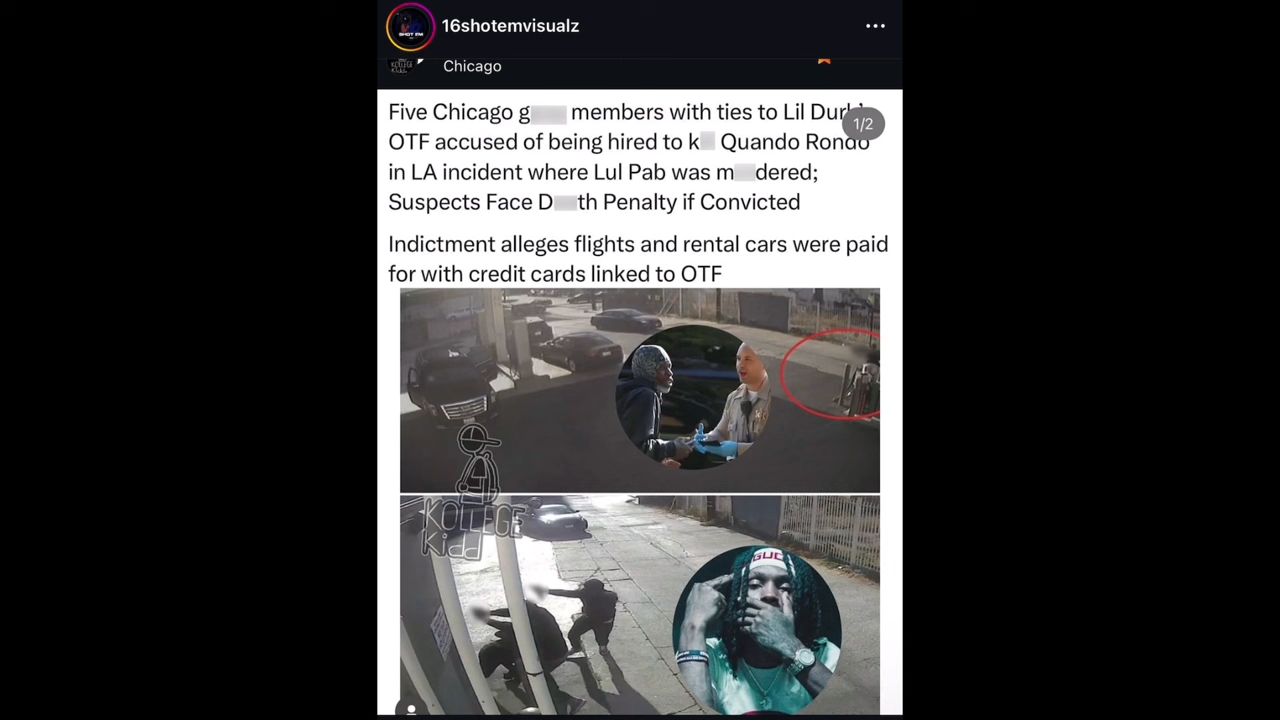 16shotemvisualz
Chicago
1/2
Five Chicago g members with ties to Lil Durk's
OTF accused of being hired to k Quando Rondo
in LA incident where Lul Pab was m dered;
Suspects Face D th Penalty if Convicted
Indictment alleges flights and rental cars were paid
for with credit cards linked to OTF
KOLLEGE
Kidd
GUC